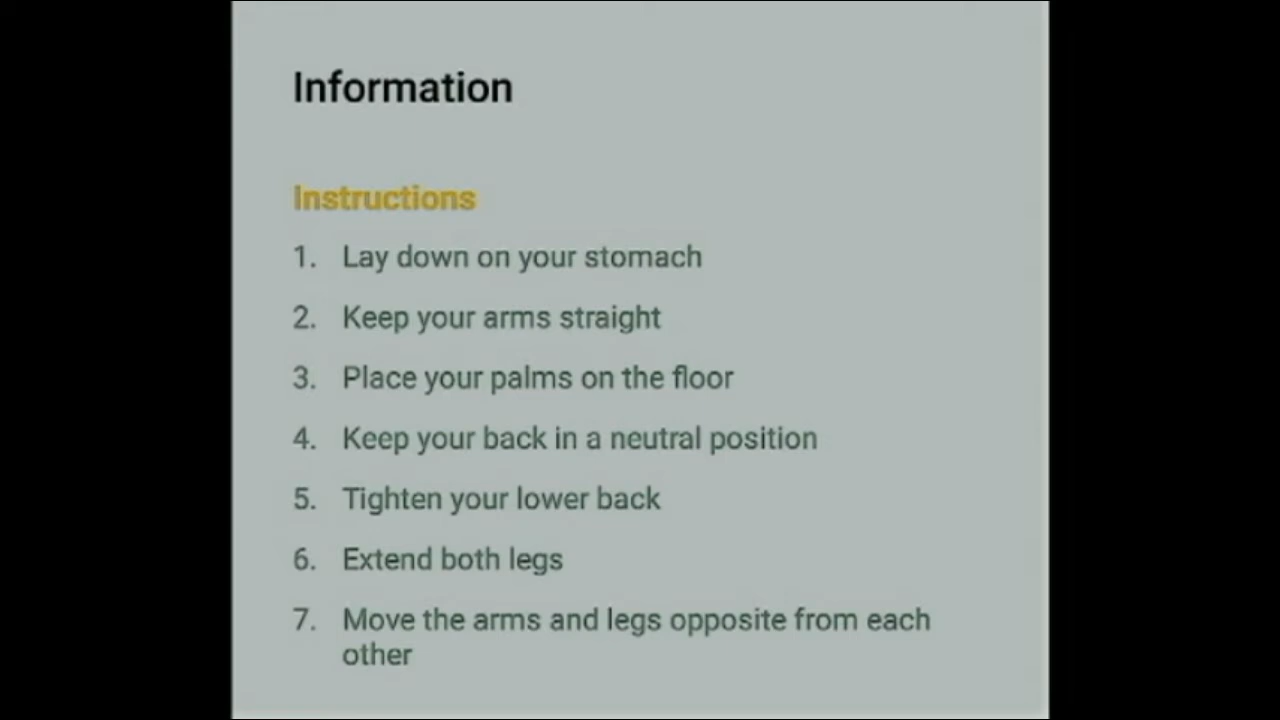 Information
Instructions
1. Lay down on your stomach
2. Keep your arms straight
3. Place your palms on the floor
4. Keep your back in a neutral position
5. Tighten your lower back
6. Extend both legs
7. Move the arms and legs opposite from each
other